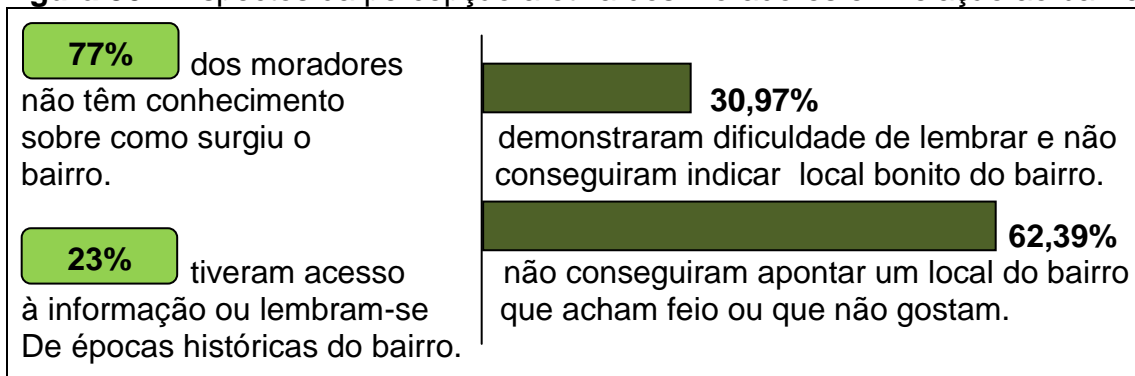 77% dos moradores
não têm conhecimento
sobre como surgiu o
bairro.
23% tiveram acesso
à informação ou lembram-se
De épocas históricas do bairro.
30,97%
demonstraram dificuldade de lembrar e não
conseguiram indicar local bonito do bairro.
62,39%
não conseguiram apontar um local do bairro
que acham feio ou que não gostam.